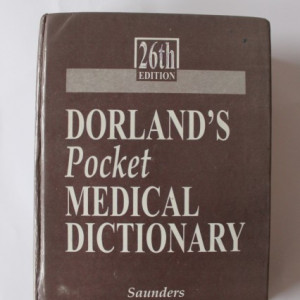 26th
EDITION
DORLAND'S
Pocket
MEDICAL
DICTIONARY
Saunders